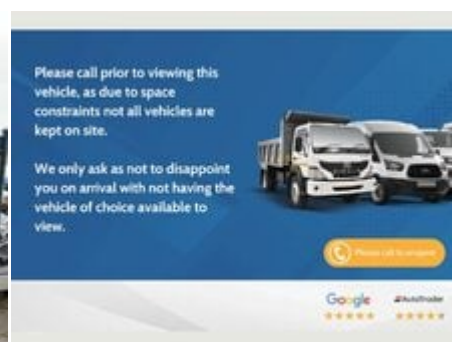 Please call prior to viewing this
vehicle, as due to space
constraints not all vehicles are
kept on site.
We only ask as not to disappoint
you on arrival with not having the
vehicle of choice available to
view.
Please call to enquire
Google
AutoTrader